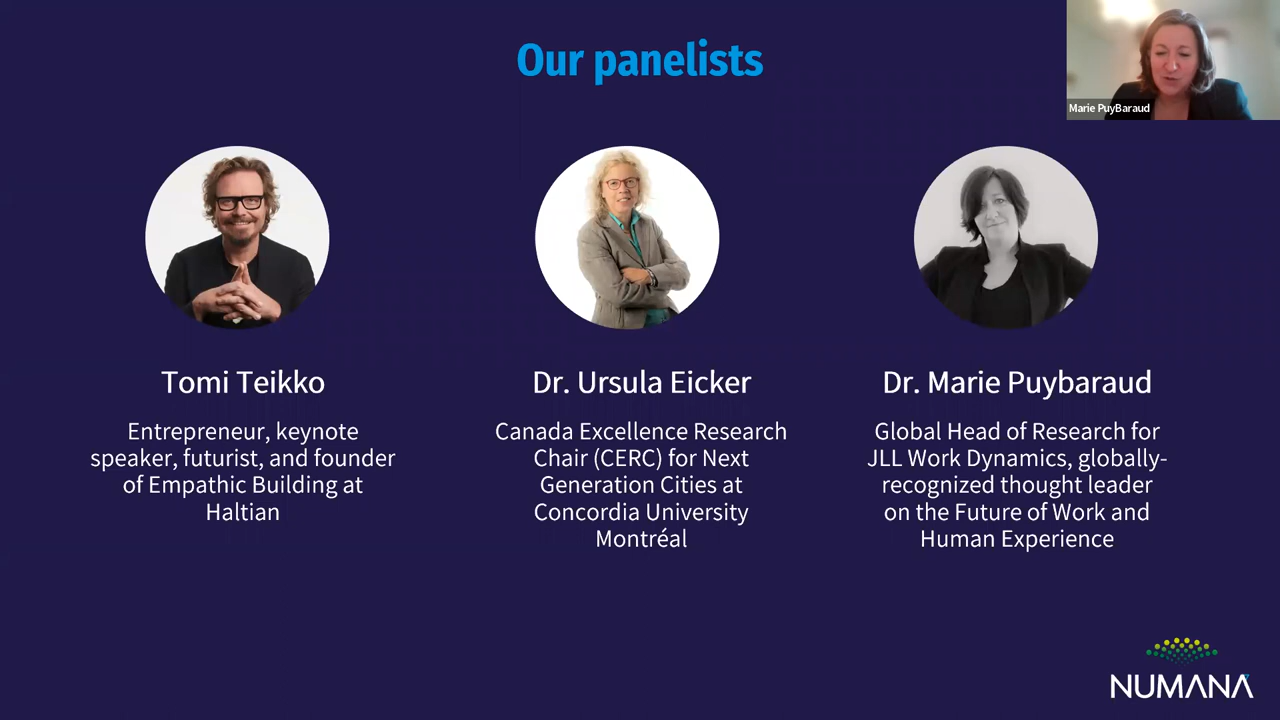 Our panelists
Marie PuyBaraud
Tomi Teikko
Entrepreneur, keynote
speaker, futurist, and founder
of Empathic Building at
Haltian
Dr. Ursula Eicker
Canada Excellence Research
Chair (CERC) for Next
Generation Cities at
Concordia University
Montréal
Dr. Marie Puybaraud
Global Head of Research for
JLL Work Dynamics, globally-
recognized thought leader
on the Future of Work and
Human Experience
NUMANA